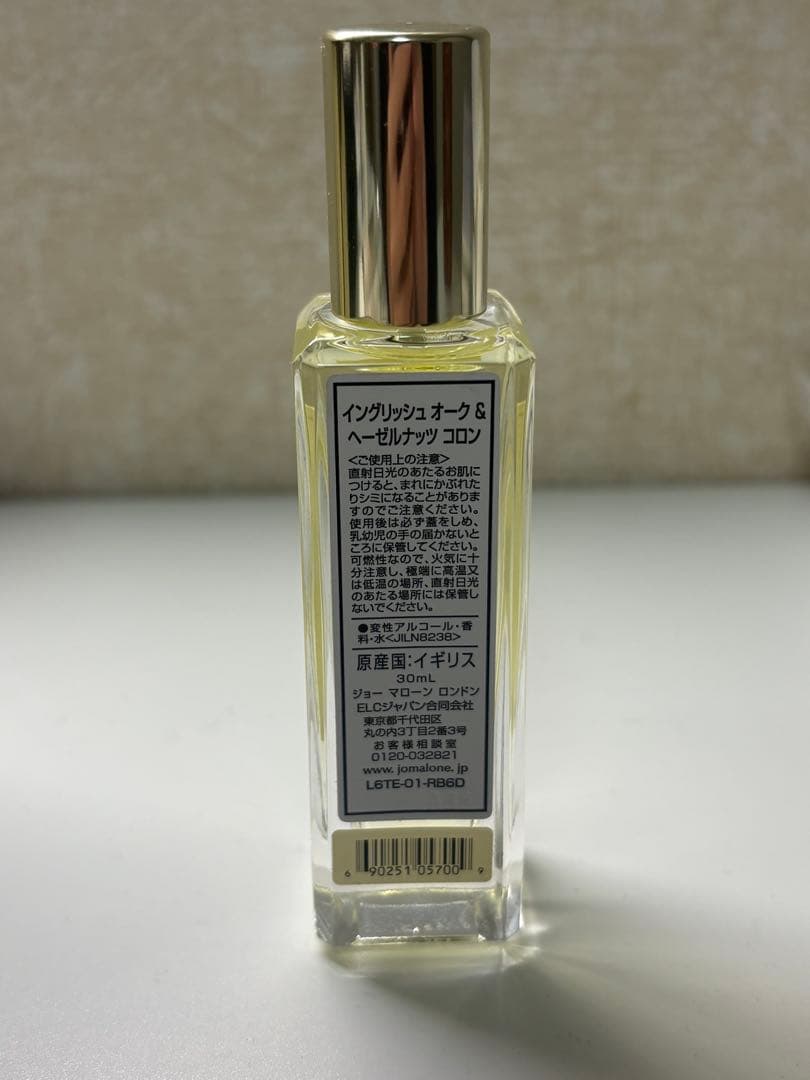 イングリッシュ オーク &
ヘーゼルナッツ コロン
<ご使用上の注意>
直射日光のあたるお肌に
つけると、まれにかぶれた
りシミになることがありま
すのでご注意ください。
使用後は必ず蓋をしめ、
乳幼児の手の届かないと
ころに保管してください。
可燃性なので、火気に十
分注意し、極端に高温又
は低温の場所、直射日光
のあたる場所には保管し
ないでください。
●変性アルコール・香
料・水<JILN8238>
原産国:イギリス
30mL
ジョー マローン ロンドン
ELCジャパン合同会社
東京都千代田区
丸の内3丁目2番3号
お客様相談室
0120-032821
www. jomalone. jp
L6TE-01-RB6D
6 90251 05700 9